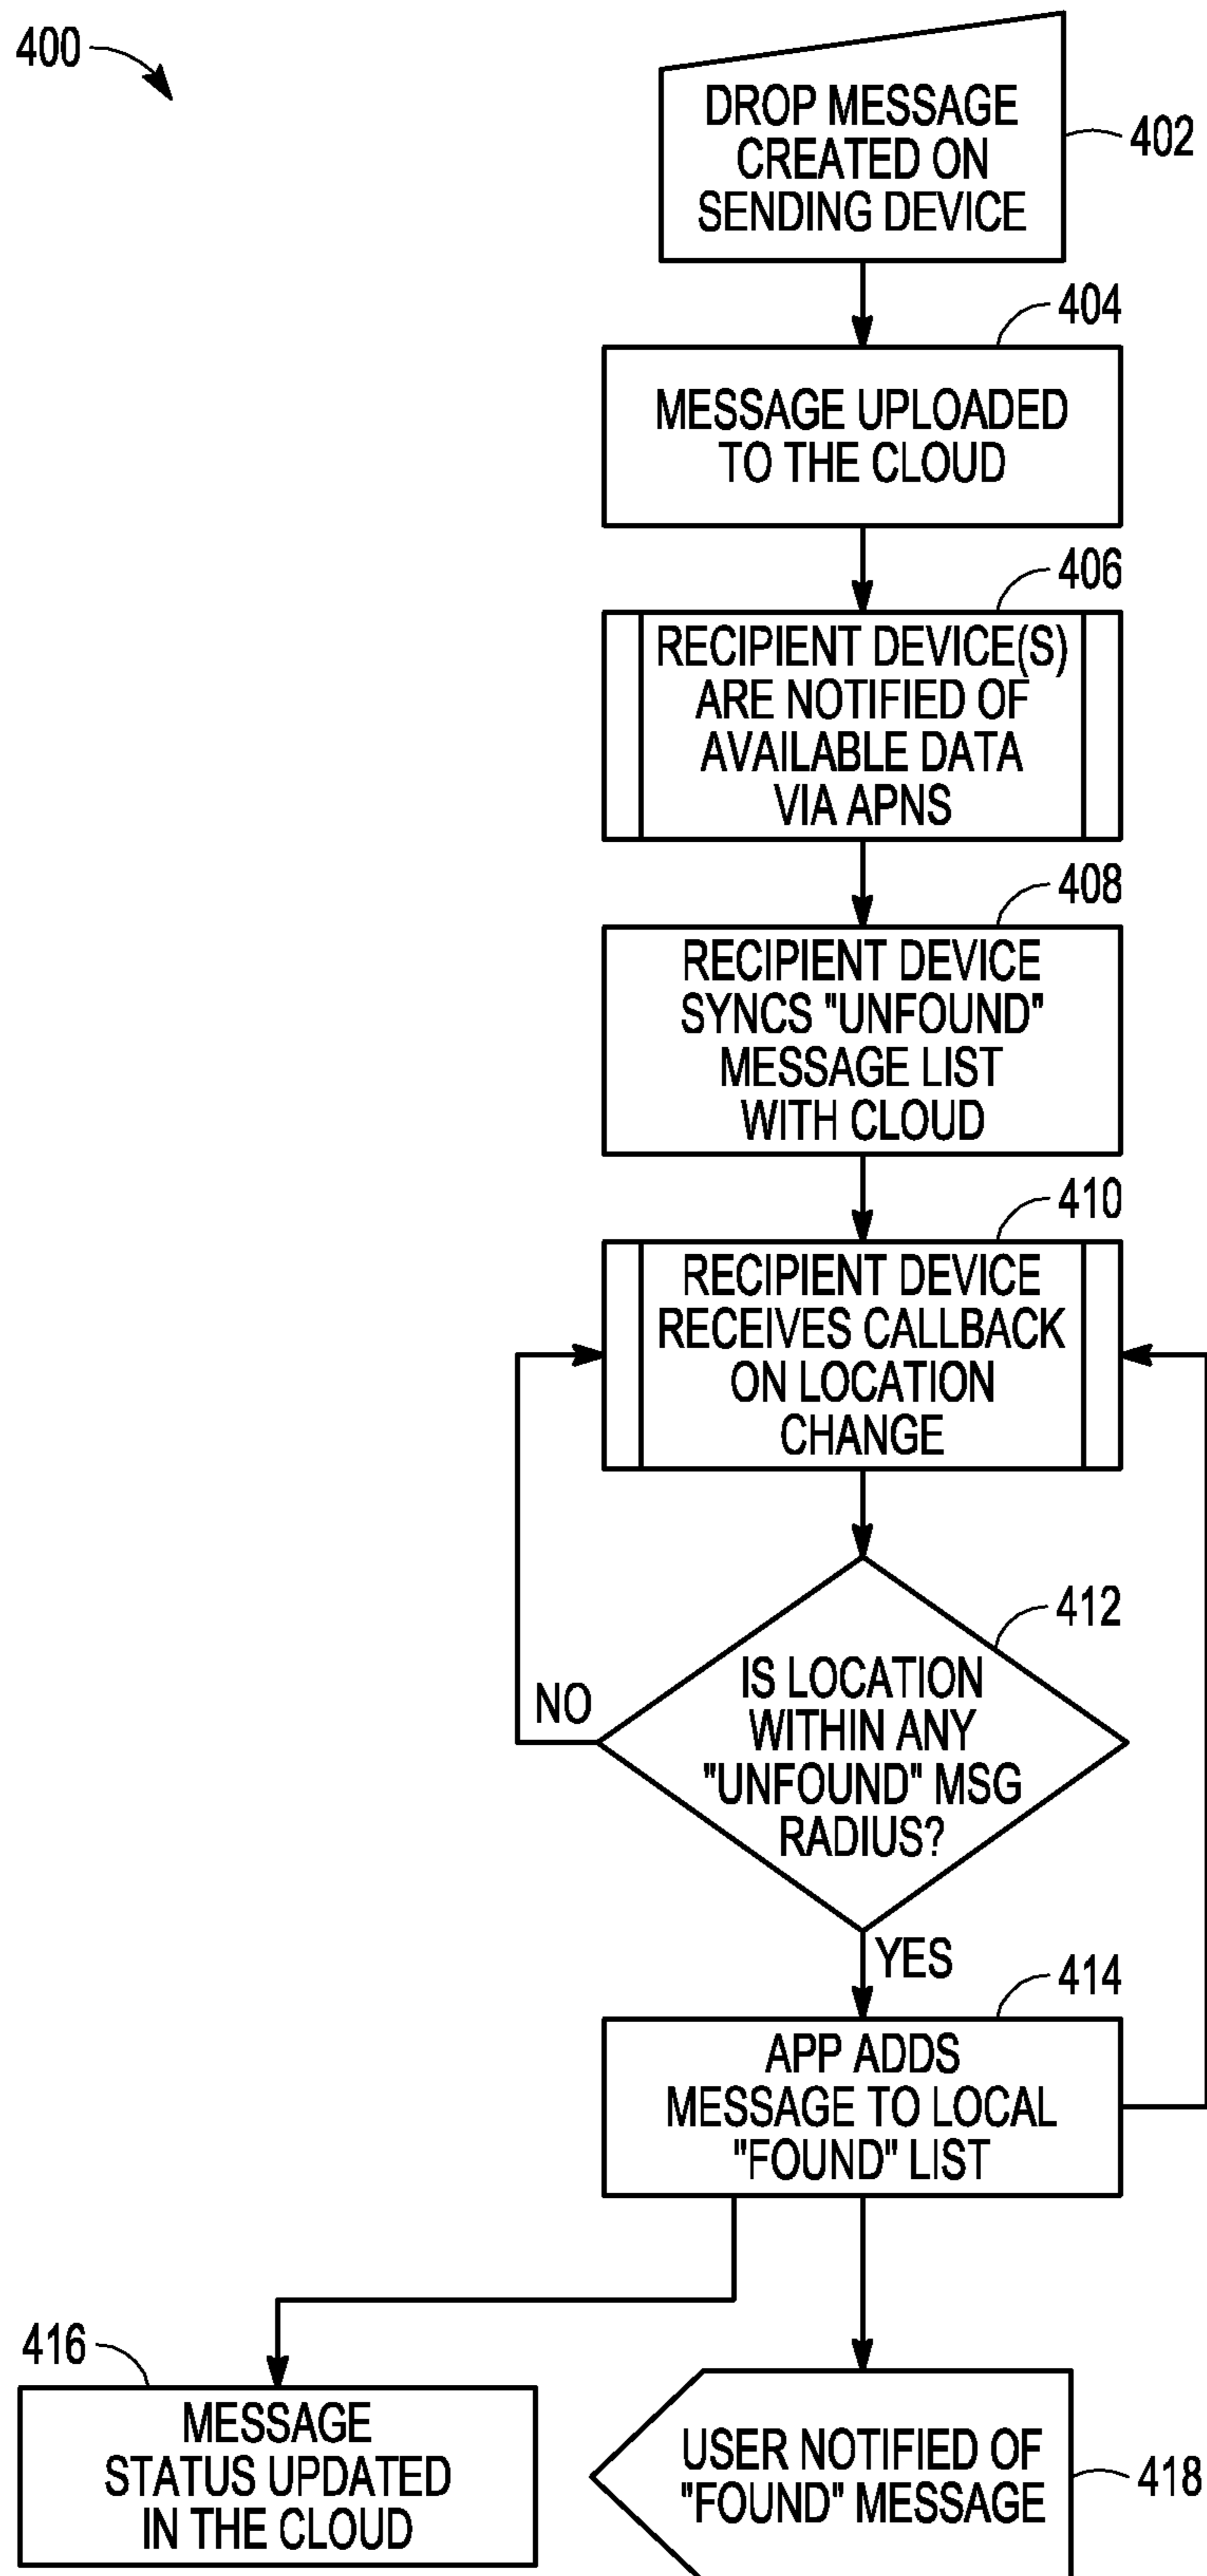 400
DROP MESSAGE
CREATED ON
SENDING DEVICE
402
404
MESSAGE UPLOADED
TO THE CLOUD
406
RECIPIENT DEVICE(S)
ARE NOTIFIED OF
AVAILABLE DATA
VIA APNS
408
RECIPIENT DEVICE
SYNCS "UNFOUND"
MESSAGE LIST
WITH CLOUD
410
RECIPIENT DEVICE
RECEIVES CALLBACK
ON LOCATION
CHANGE
412
IS LOCATION
WITHIN ANY
"UNFOUND" MSG
RADIUS?
NO
YES
414
APP ADDS
MESSAGE TO LOCAL
"FOUND" LIST
416
MESSAGE
STATUS UPDATED
IN THE CLOUD
USER NOTIFIED OF
"FOUND" MESSAGE
418